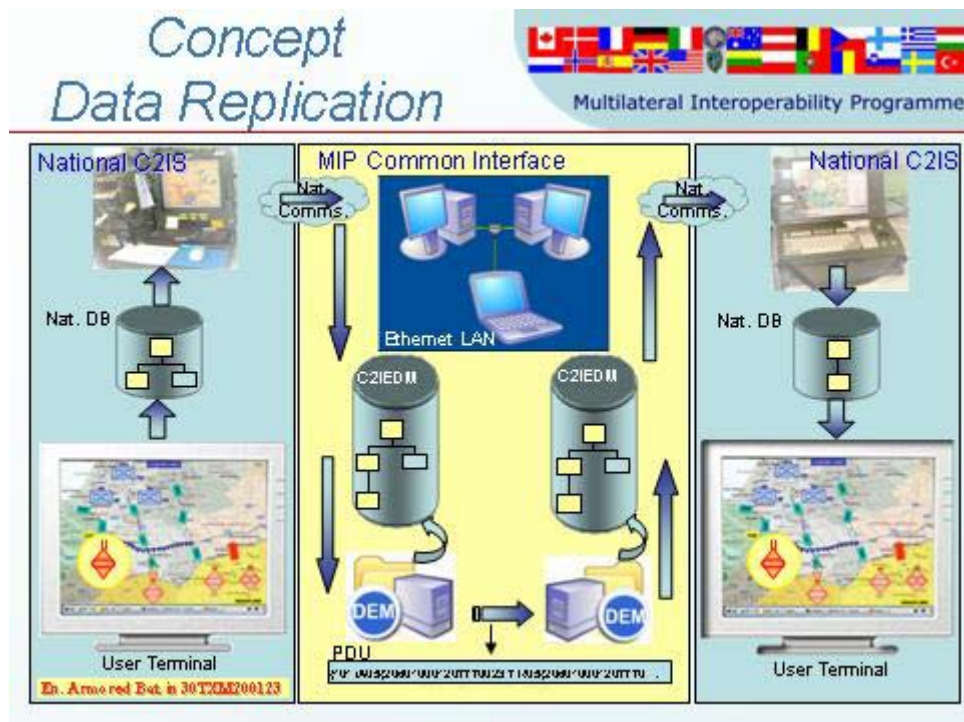 Concept
Data Replication
Multilateral Interoperability Programme
National C2IS
MIP Common Interface
National C2IS
Nat.
Comms.
Nat.
Comms.
Nat. DB
Nat. DB
Ethernet LAN
C2IEDM
C2IEDM
DEM
DEM
PDU
User Terminal
User Terminal
En. Armored Bat. in 30TXM200123